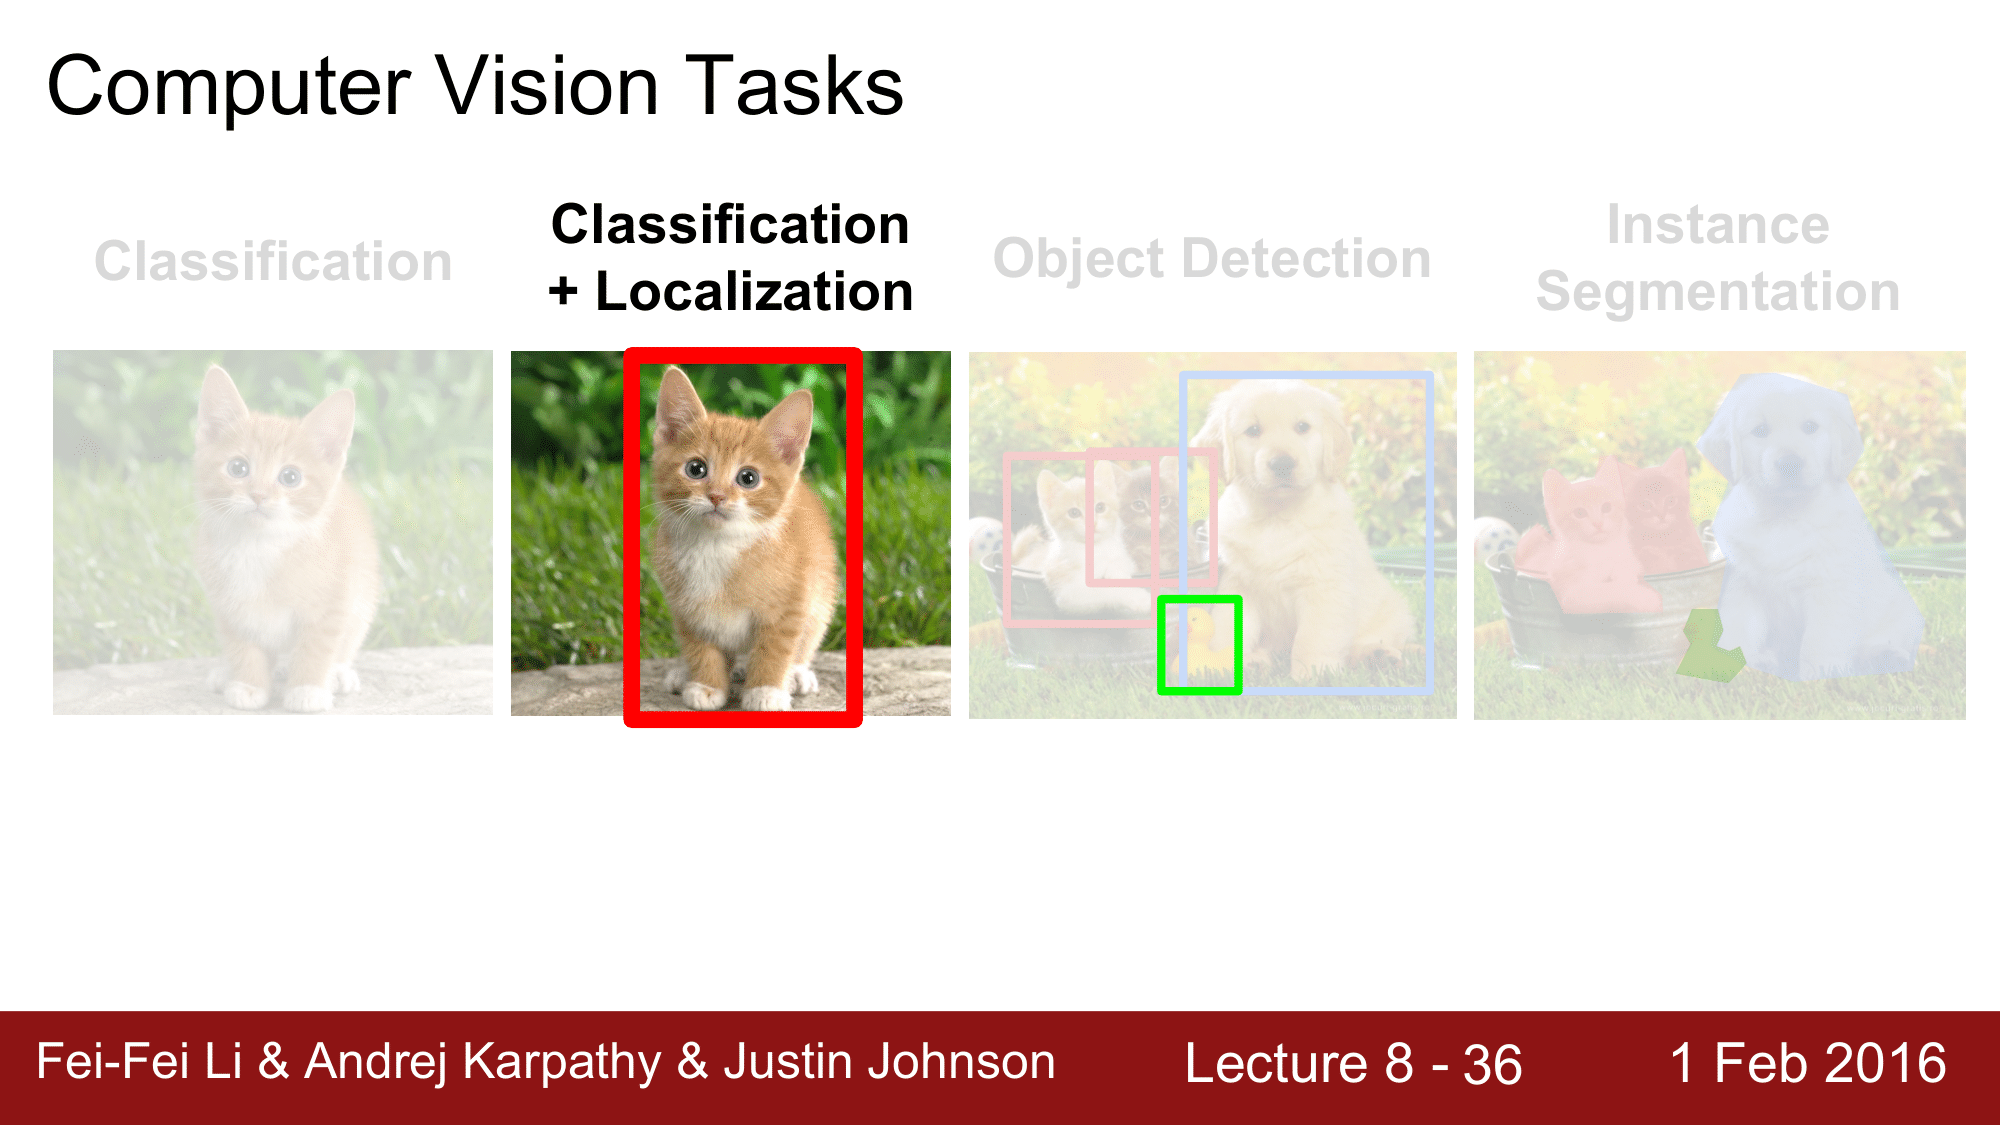 Computer Vision Tasks
Classification
Classification
+ Localization
Object Detection
Instance
Segmentation
Fei-Fei Li & Andrej Karpathy & Justin Johnson
Lecture 8 - 36
1 Feb 2016